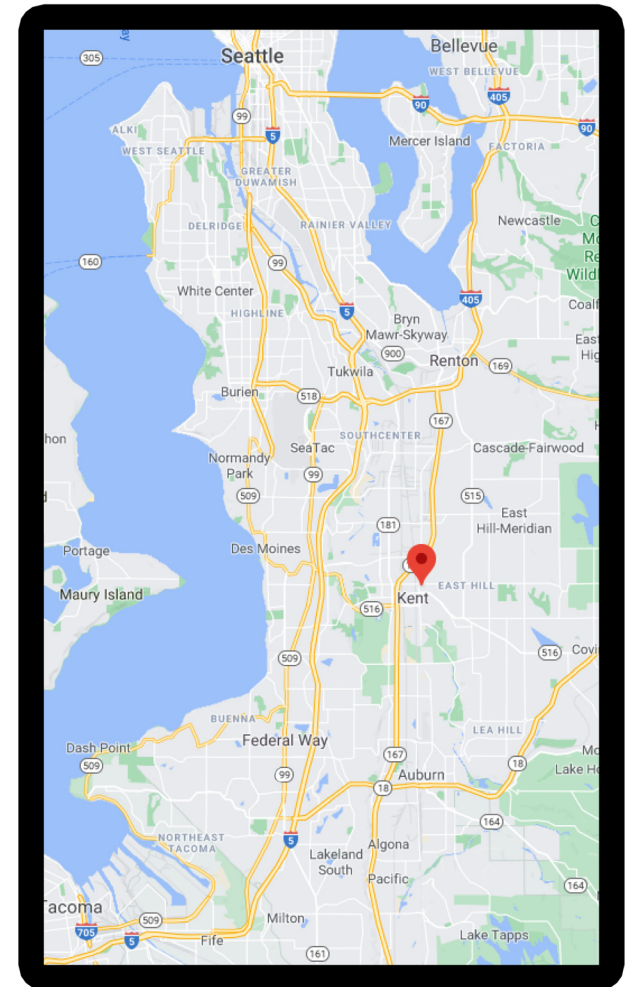 Seattle
Bellevue
305
WEST BELLEVUE
405
90
90
99
ALKI
5
Mercer Island
FACTORIA
WEST SEATTLE
GREATER
DUWAMISH
DELRIDGE
RAINIER VALLEY
Newcastle
160
99
White Center
405
HIGHLINE
5
Bryn
Mawr-Skyway
900
Renton
169
Tukwila
Burien
518
167
SOUTHCENTER
SeaTac
Cascade-Fairwood
Normandy
Park
99
509
515
181
East
Hill-Meridian
Des Moines
Portage
Maury Island
EAST HILL
Kent
516
516
509
BUENNA
LEA HILL
Federal Way
Dash Point
509
167
18
99
Auburn
18
164
5
NORTHEAST
TACOMA
Algona
Lakeland
South
Pacific
164
Tacoma
509
Milton
705
5
Fife
Lake Tapps
161